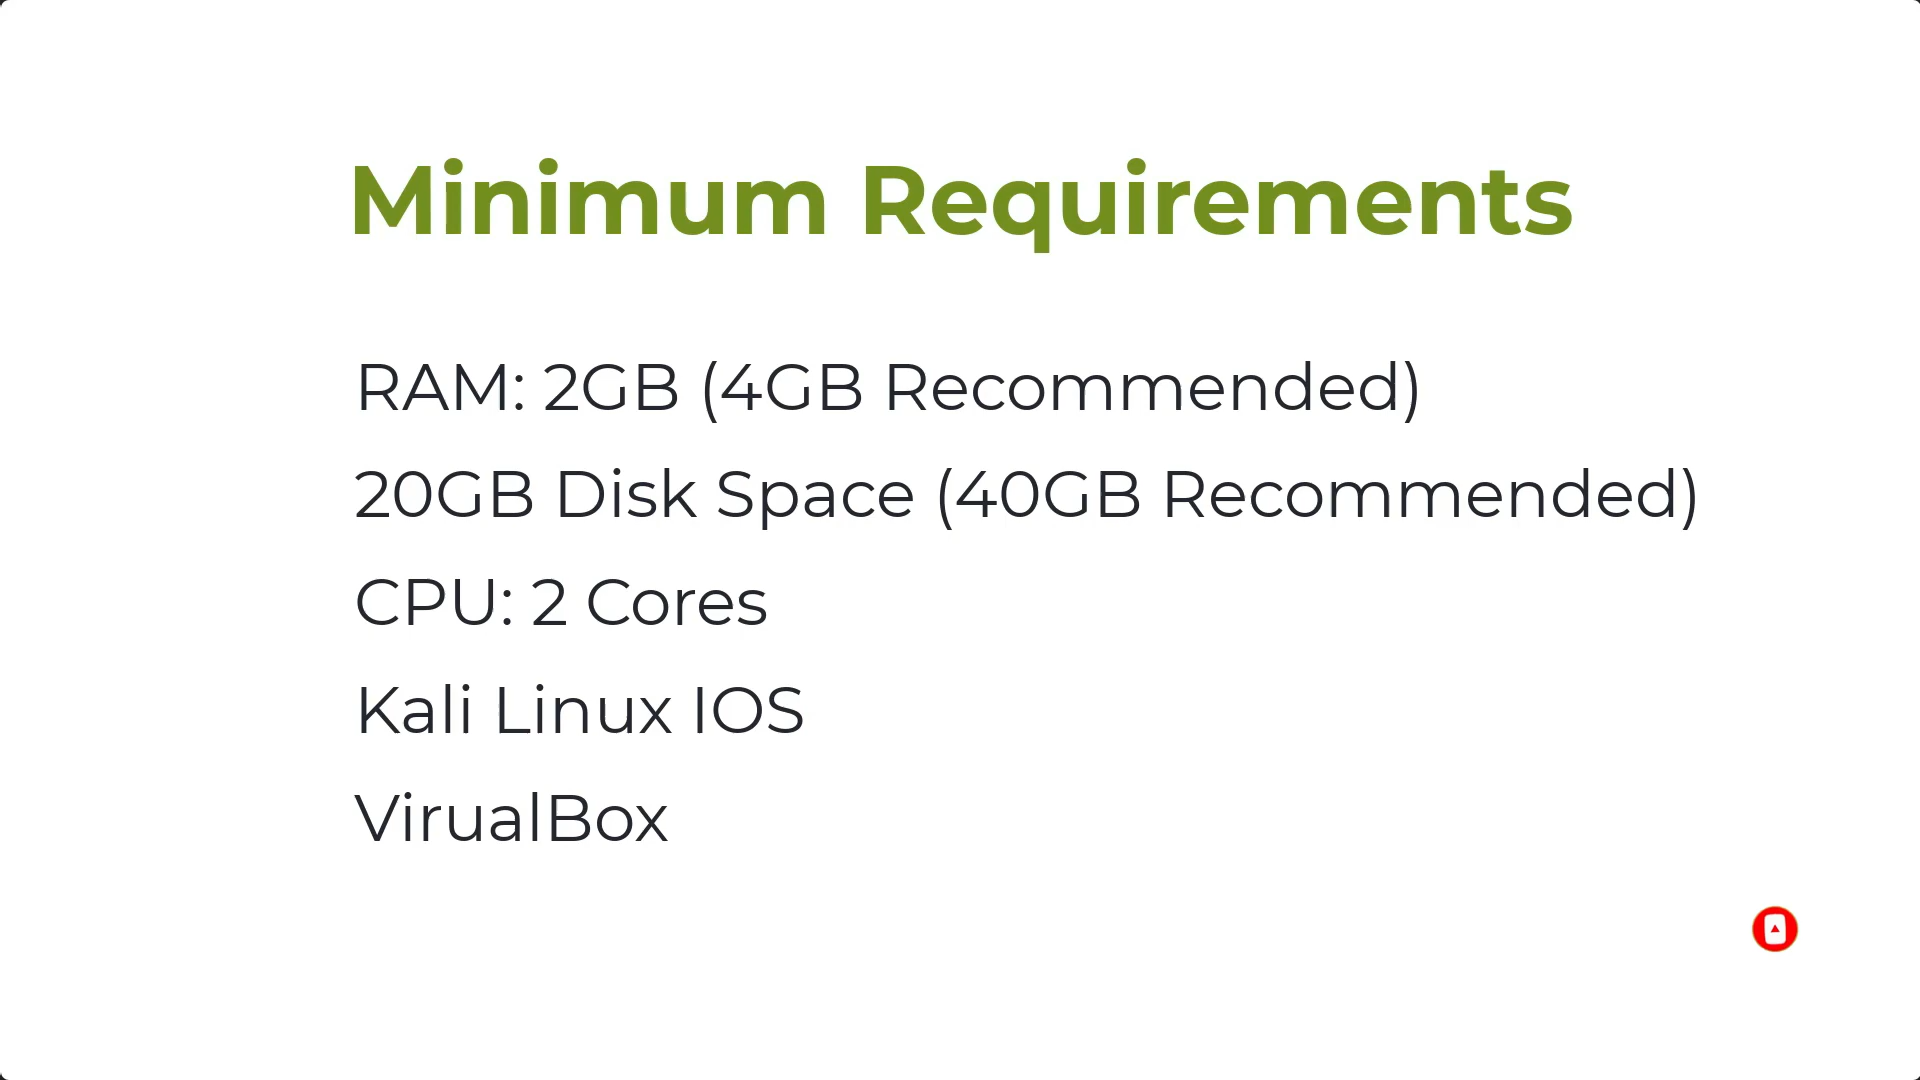 Minimum Requirements
RAM: 2GB (4GB Recommended)
20GB Disk Space (40GB Recommended)
CPU: 2 Cores
Kali Linux IOS
VirualBox